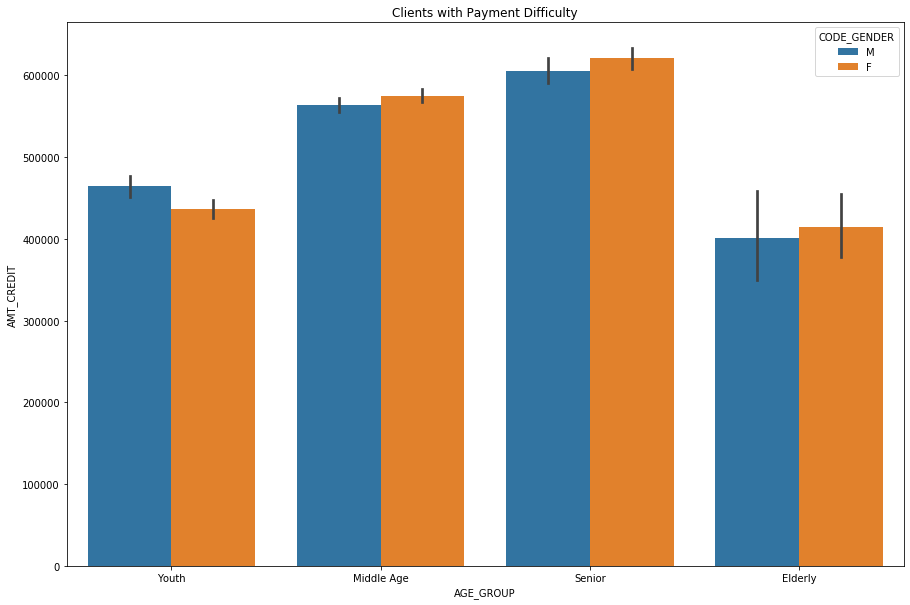 Clients with Payment Difficulty
CODE_GENDER
M
F
600000
500000
400000
300000
200000
100000
0
AMT_CREDIT
Youth
Middle Age
Senior
Elderly
AGE_GROUP